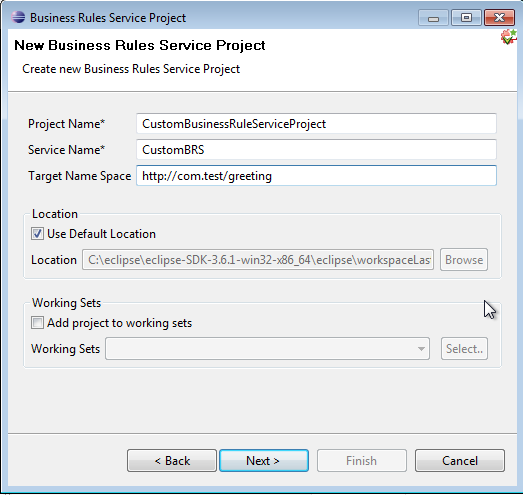 Business Rules Service Project
New Business Rules Service Project
Create new Business Rules Service Project
Project Name* CustomBusinessRuleServiceProject
Service Name* CustomBRS
Target Name Space http://com.test/greeting
Location
Use Default Location
Location C:\eclipse\eclipse-SDK-3.6.1-win32-x86_64\eclipse\workspaceLas Browse
Working Sets
Add project to working sets
Working Sets Select..
< Back Next > Finish Cancel